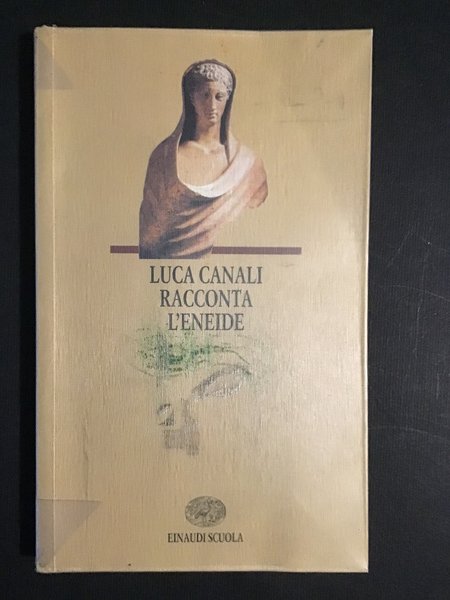 LUCA CANALI
RACCONTA
L'ENEIDE
EINAUDI SCUOLA